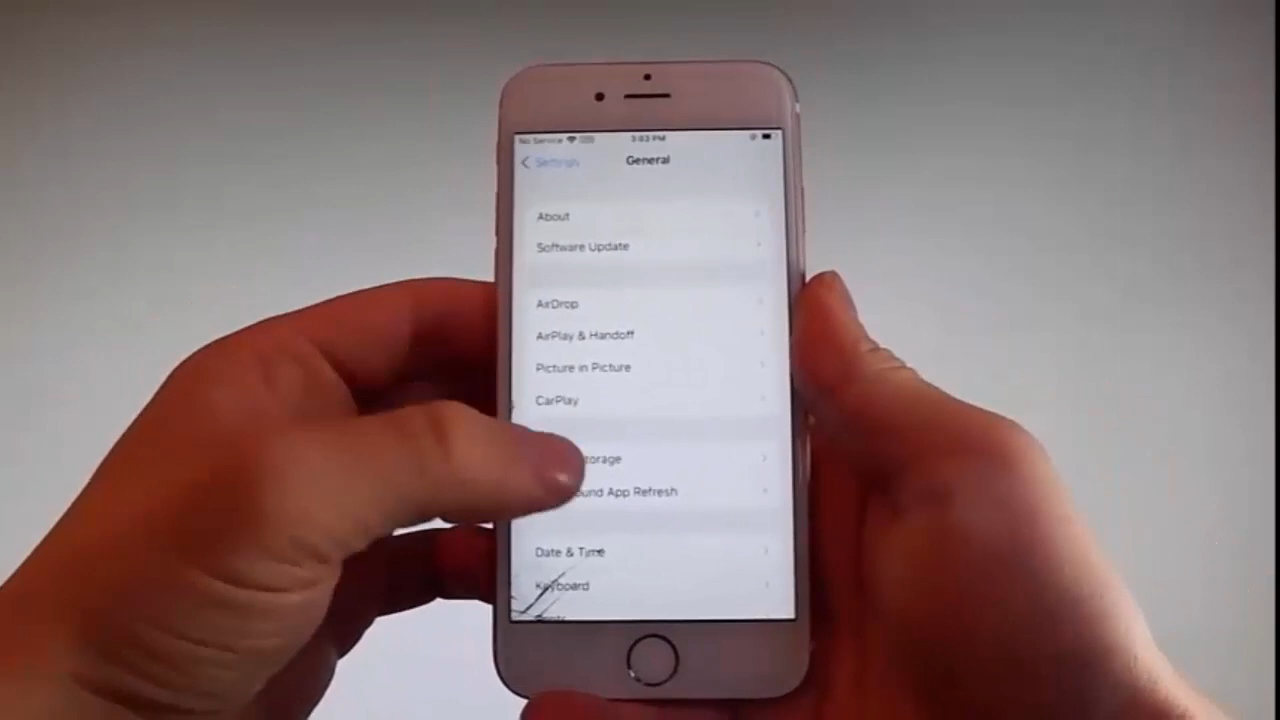 No Service 3:03 PM
Settings General
About
Software Update
AirDrop
AirPlay & Handoff
Picture in Picture
CarPlay
torage
ound App Refresh
Date & Time
Keyboard